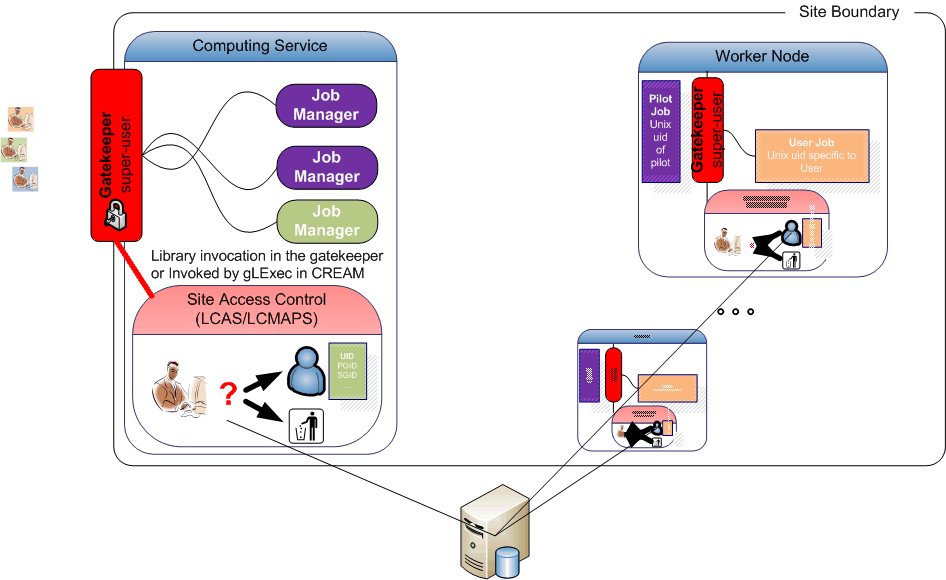 Site Boundary
Computing Service
Gatekeeper
super-user
Job
Manager
Job
Manager
Job
Manager
Library invocation in the gatekeeper
or Invoked by gLExec in CREAM
Site Access Control
(LCAS/LCMAPS)
?
UID
PGID
SGID
Worker Node
Pilot
Job
Unix
uid
of
pilot
Gatekeeper
super-user
User Job
Unix uid specific to
User